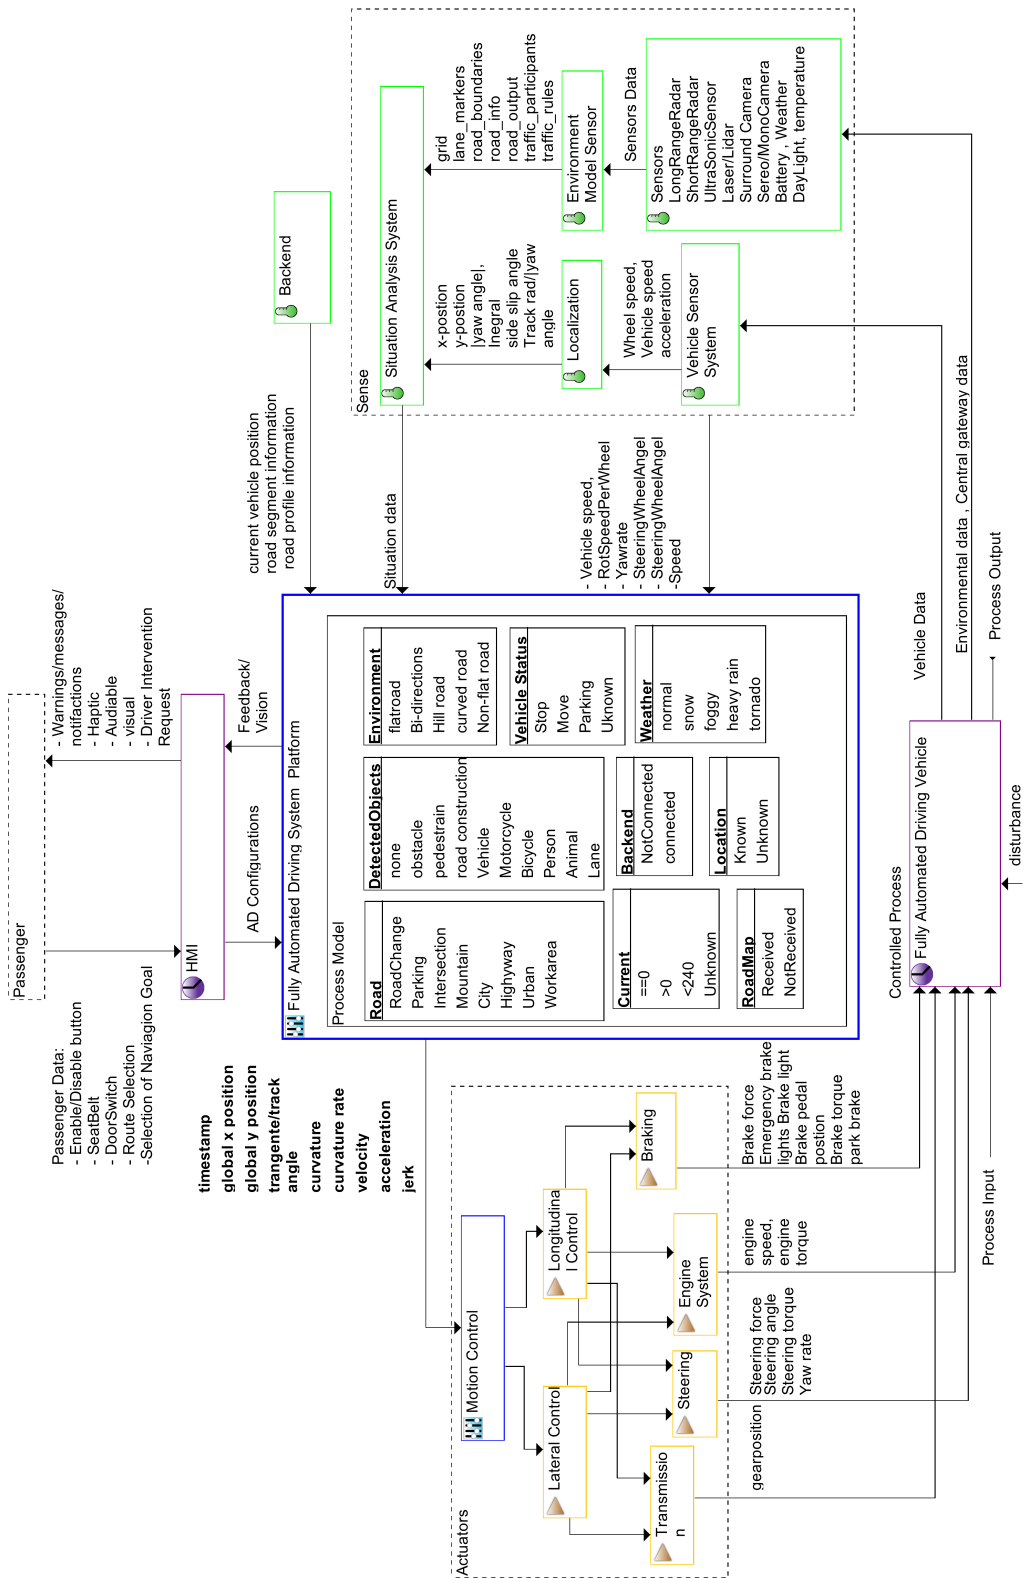 Passenger
Passenger Data:
- Enable/Disable button
- SeatBelt
- DoorSwitch
- Route Selection
-Selection of Naviagion Goal
- Warnings/messages/
notifactions
- Haptic
- Audiable
- visual
- Driver Intervention
Request
HMI
AD Configurations
Feedback/
Vision
current vehicle position
road segment information
road profile information
Backend
timestamp
global x position
global y position
trangente/track
angle
curvature
curvature rate
velocity
acceleration
jerk
Fully Automated Driving System Platform
Process Model
Road
RoadChange
Parking
Intersection
Mountain
City
Highyway
Urban
Workarea
DetectedObjects
none
obstacle
pedestrain
road construction
Vehicle
Motorcycle
Bicycle
Person
Animal
Lane
Environment
flatroad
Bi-directions
Hill road
curved road
Non-flat road
Vehicle Status
Stop
Move
Parking
Uknown
Current
==0
>0
<240
Unknown
Backend
NotConnected
connected
Weather
normal
snow
foggy
heavy rain
tornado
RoadMap
Received
NotReceived
Location
Known
Unknown
Situation data
- Vehicle speed,
- RotSpeedPerWheel
- Yawrate
- SteeringWheelAngel
- SteeringWheelAngel
-Speed
Sense
Situation Analysis System
x-postion
y-postion
|yaw angle|,
Inegral
side slip angle
Track rad/|yaw
angle
grid
lane_markers
road_boundaries
road_info
road_output
traffic_participants
traffic_rules
Localization
Environment
Model Sensor
Wheel speed,
Vehicle speed
acceleration
Sensors Data
Vehicle Sensor
System
Sensors
LongRangeRadar
ShortRangeRadar
UltraSonicSensor
Laser/Lidar
Surround Camera
Sereo/MonoCamera
Battery , Weather
DayLight, temperature
Actuators
Motion Control
Lateral Control
Longitudina
l Control
Transmissio
n
Steering
Engine
System
Braking
gearposition
Steering force
Steering angle
Steering torque
Yaw rate
engine
speed,
engine
torque
Brake force
Emergency brake
lights Brake light
Brake pedal
postion
Brake torque
park brake
Process Input
Controlled Process
Fully Automated Driving Vehicle
disturbance
Vehicle Data
Environmental data , Central gateway data
Process Output